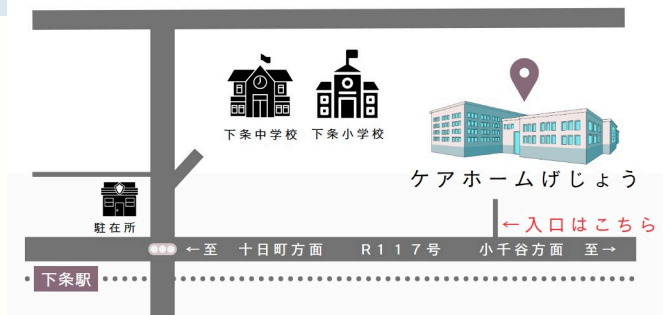 下条中学校
下条小学校
ケアホームげじょう
駐在所
←入口はこちら
←至 十日町方面 R117号 小千谷方面 至→
下条駅